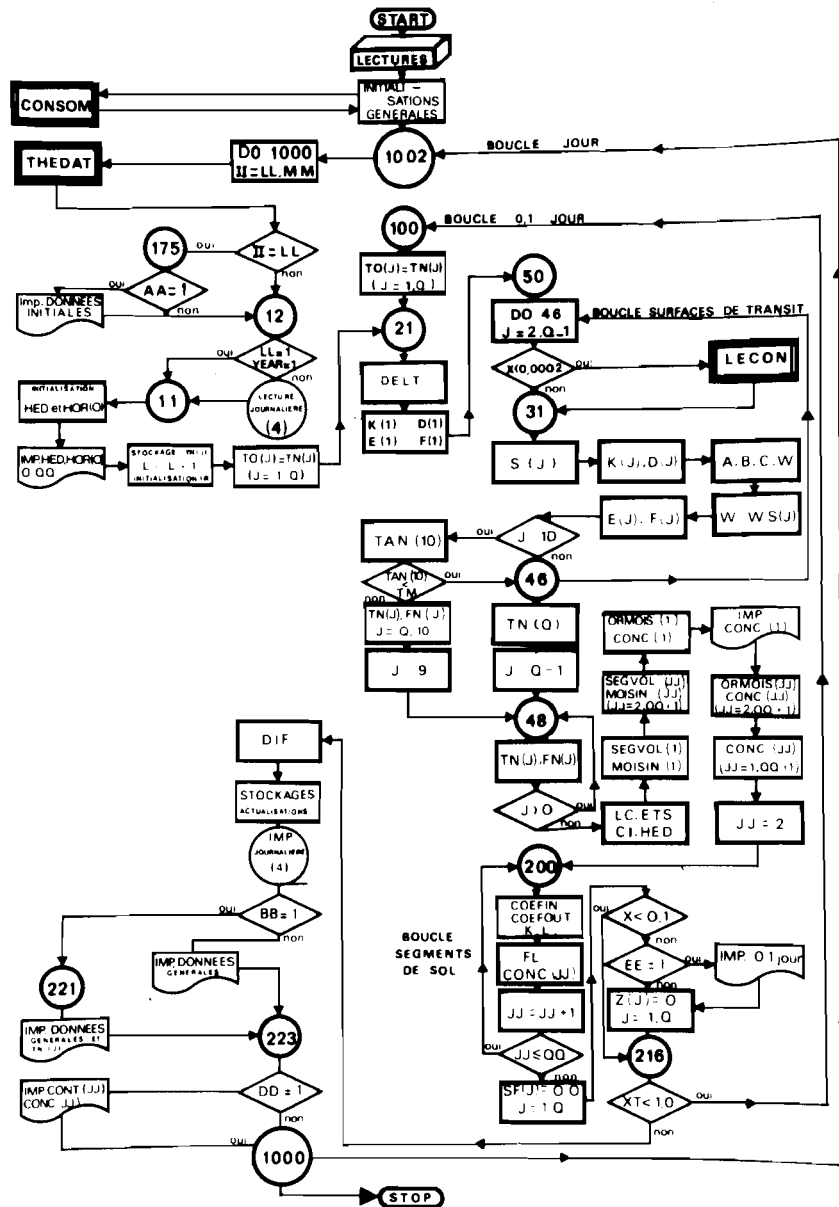 START
LECTURES
INITIALI -
SATIONS
GENERALES
CONSOM
1002
BOUCLE JOUR
DO 1000
II=LL,MM
THEDAT
II=LL
oui
non
175
AA=1
oui
non
Imp. DONNEES
INITIALES
12
LL=1
YEAR=1
oui
non
LECTURE
JOURNALIERE
(4)
11
INITIALISATION
HED et HOR(O)
IMP.HED,HOR(O)
STOCKAGE
INITIALISATION
TO(J)=TN(J)
(J=1,Q)
100
BOUCLE 0,1 JOUR
TO(J)=TN(J)
(J=1,Q)
21
DELT
K(1) D(1)
E(1) F(1)
50
DO 46
J=2,Q-1
BOUCLE SURFACES DE TRANSIT
X(0,0002
oui
non
LECON
31
S(J)
K(J),D(J)
A,B,C,W
W WS(J)
E(J), F(J)
J 10
oui
non
TAN(10)
TAN(10)
<
TM
oui
non
46
TN(J),FN(J)
J=Q,10
J 9
TN(Q)
J Q-1
48
TN(J),FN(J)
J)0
oui
non
LC,ETS
CI,HED
SEGVOL(1)
MOISIN(1)
SEGVOL(JJ)
MOISIN(JJ)
(JJ=2,QQ+1)
ORMOIS(1)
CONC(1)
IMP
CONC(1)
ORMOIS(JJ)
CONC(JJ)
(JJ=2,QQ+1)
CONC(JJ)
(JJ=1,QQ+1)
JJ=2
200
COEFIN
COEFOUT
K.L.
BOUCLE
SEGMENTS
DE SOL
FL
CONC(JJ)
JJ=JJ+1
JJ≤QQ
oui
non
SF(J)=0,0
J=1,Q
X<0,1
oui
non
EE=1
oui
non
IMP. 0,1 jour
Z(J)=0
J=1,Q
216
XT<1,0
oui
non
DIF
STOCKAGES
ACTUALISATIONS
IMP
JOURNALIERE
(4)
BB=1
oui
non
IMP.DONNEES
GENERALES
221
IMP. DONNEES
GENERALES ET
TN(J)
223
DD=1
oui
non
IMP.CONT(JJ)
CONC(JJ)
1000
STOP